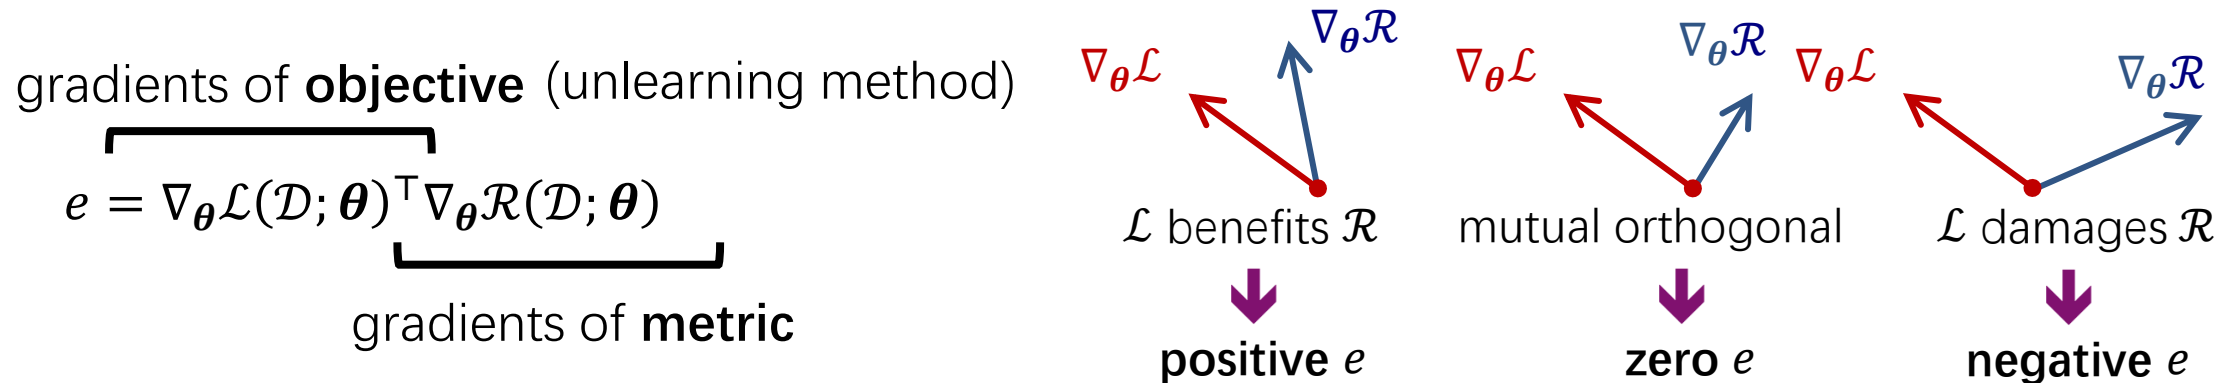 gradients of objective (unlearning method)
e = ∇θℒ(𝒟; θ)⊤∇θℛ(𝒟; θ)
gradients of metric
∇θℒ
∇θℛ
ℒ benefits ℛ
positive e
∇θℒ
∇θℛ
mutual orthogonal
zero e
∇θℒ
∇θℛ
ℒ damages ℛ
negative e